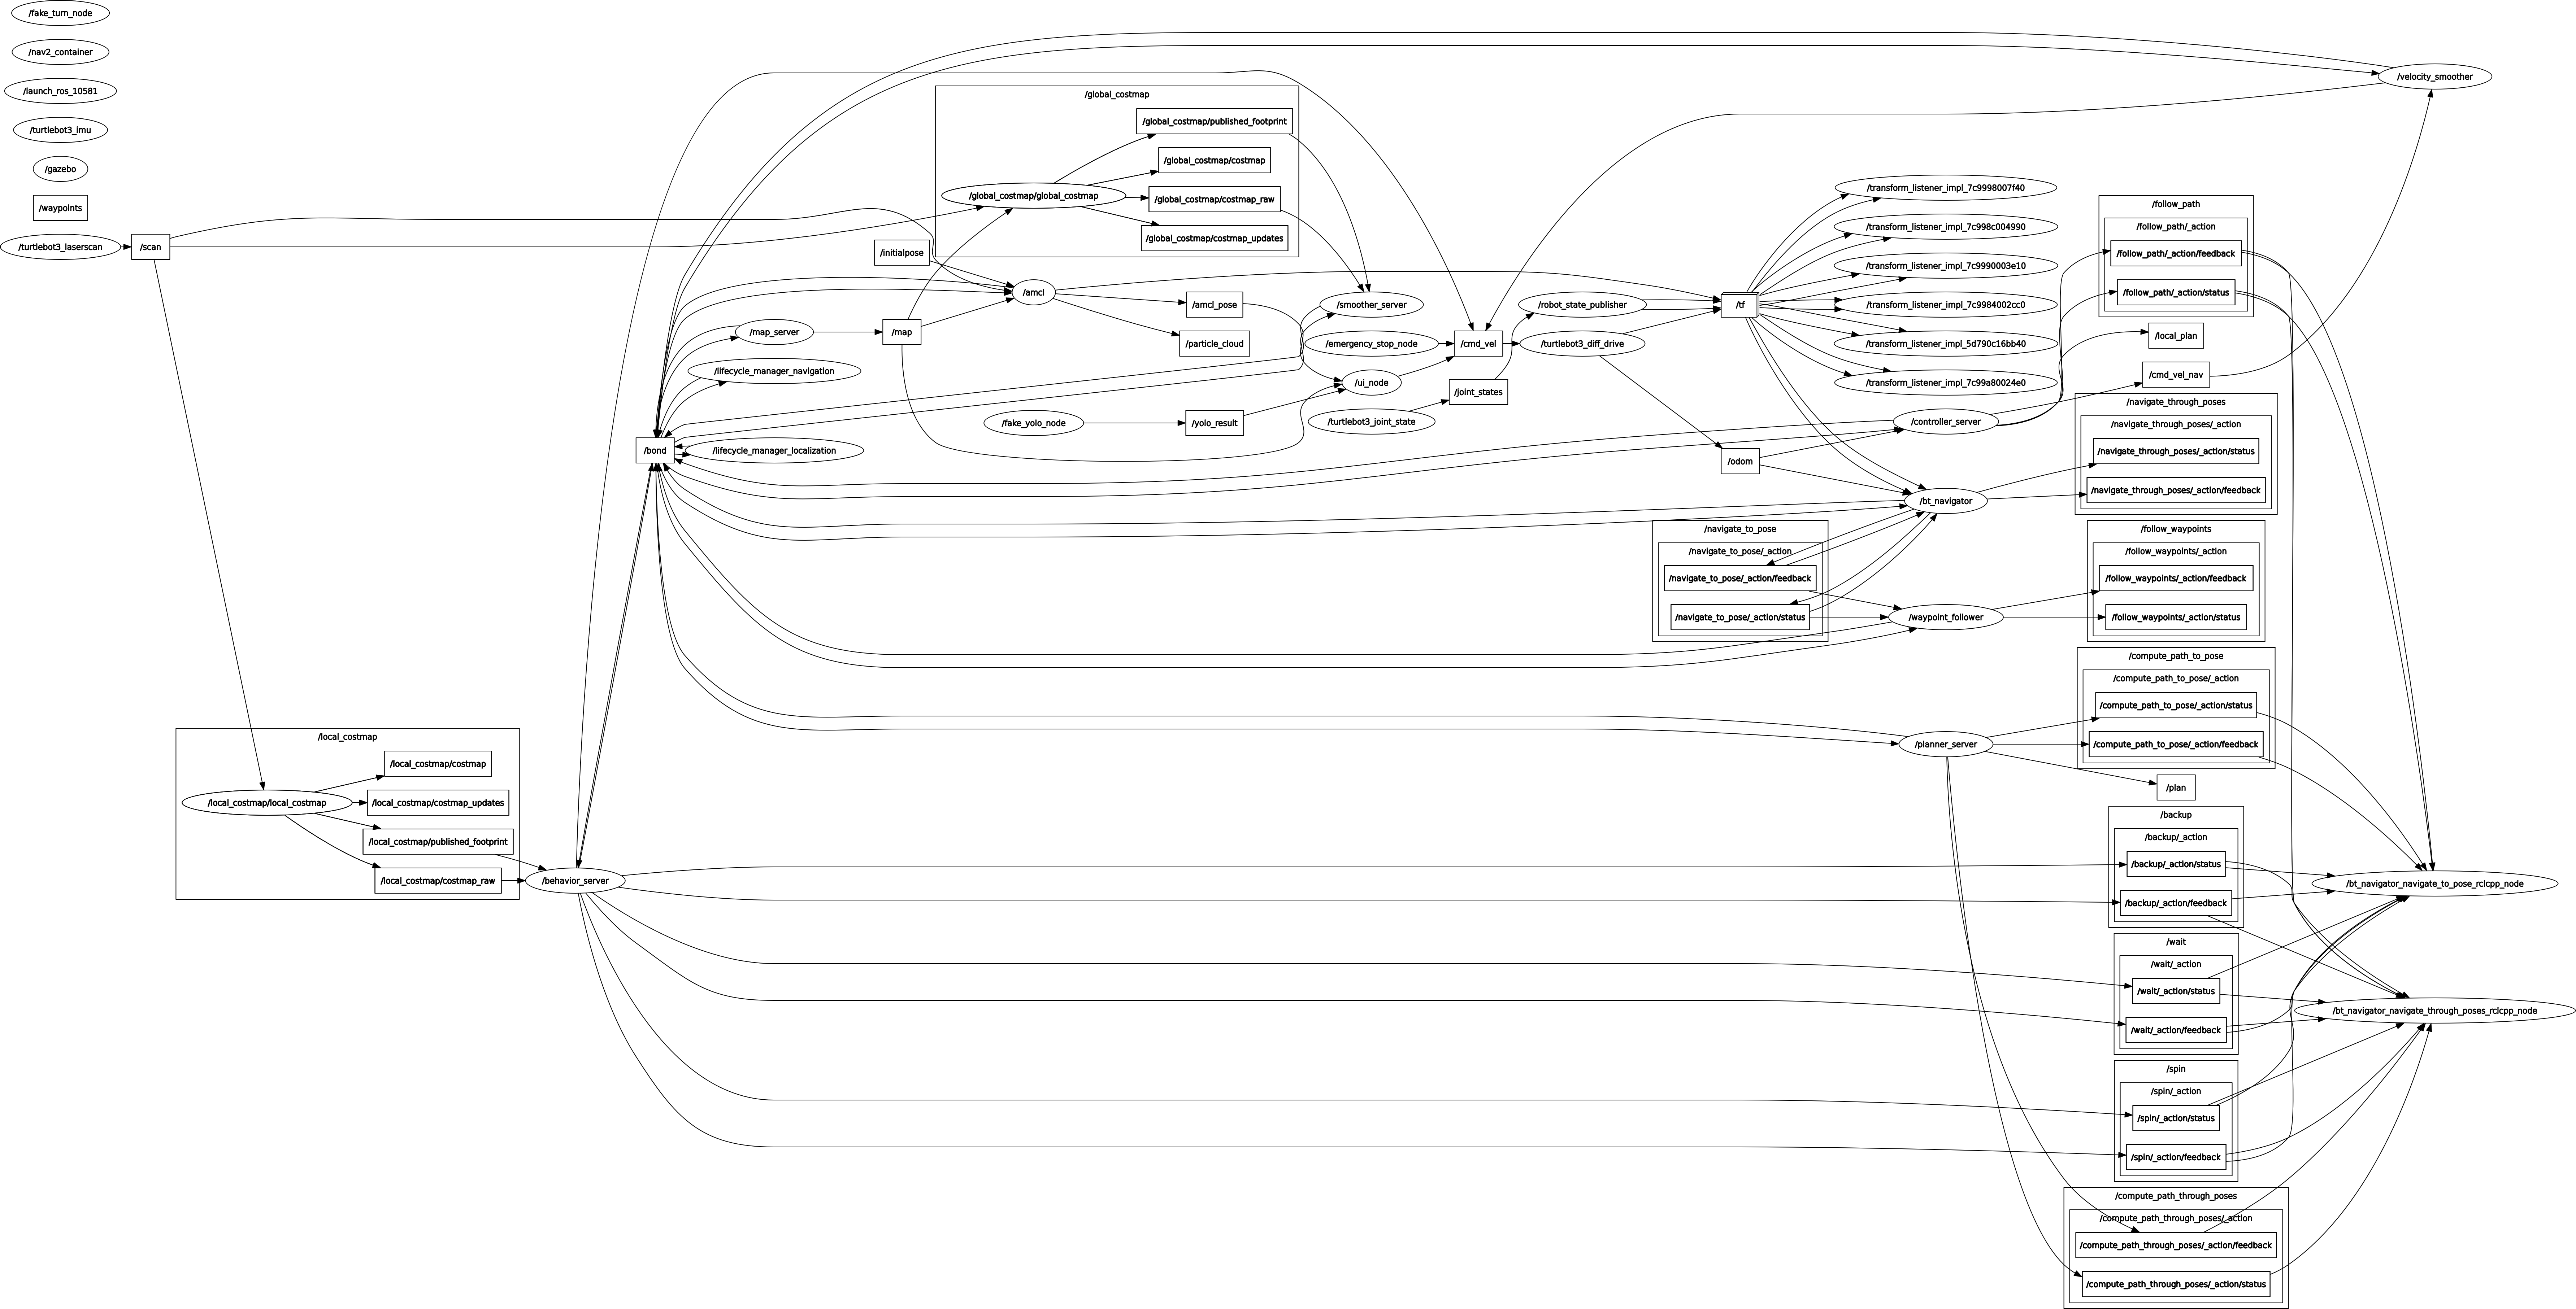 /fake_turn_node
/nav2_container
/launch_ros_10581
/turtlebot3_imu
/gazebo
/waypoints
/turtlebot3_laserscan
/scan
/local_costmap
/local_costmap/costmap
/local_costmap/local_costmap
/local_costmap/costmap_updates
/local_costmap/published_footprint
/local_costmap/costmap_raw
/behavior_server
/bond
/map_server
/lifecycle_manager_navigation
/lifecycle_manager_localization
/initialpose
/map
/global_costmap
/global_costmap/published_footprint
/global_costmap/costmap
/global_costmap/global_costmap
/global_costmap/costmap_raw
/global_costmap/costmap_updates
/amcl
/amcl_pose
/particle_cloud
/fake_yolo_node
/yolo_result
/smoother_server
/emergency_stop_node
/ui_node
/turtlebot3_joint_state
/cmd_vel
/joint_states
/robot_state_publisher
/turtlebot3_diff_drive
/tf
/odom
/transform_listener_impl_7c9998007f40
/transform_listener_impl_7c998c004990
/transform_listener_impl_7c9990003e10
/transform_listener_impl_7c9984002cc0
/transform_listener_impl_5d790c16bb40
/transform_listener_impl_7c99a80024e0
/controller_server
/bt_navigator
/navigate_to_pose
/navigate_to_pose/_action
/navigate_to_pose/_action/feedback
/navigate_to_pose/_action/status
/waypoint_follower
/planner_server
/velocity_smoother
/follow_path
/follow_path/_action
/follow_path/_action/feedback
/follow_path/_action/status
/local_plan
/cmd_vel_nav
/navigate_through_poses
/navigate_through_poses/_action
/navigate_through_poses/_action/status
/navigate_through_poses/_action/feedback
/follow_waypoints
/follow_waypoints/_action
/follow_waypoints/_action/feedback
/follow_waypoints/_action/status
/compute_path_to_pose
/compute_path_to_pose/_action
/compute_path_to_pose/_action/status
/compute_path_to_pose/_action/feedback
/plan
/backup
/backup/_action
/backup/_action/status
/backup/_action/feedback
/wait
/wait/_action
/wait/_action/status
/wait/_action/feedback
/spin
/spin/_action
/spin/_action/status
/spin/_action/feedback
/compute_path_through_poses
/compute_path_through_poses/_action
/compute_path_through_poses/_action/feedback
/compute_path_through_poses/_action/status
/bt_navigator_navigate_to_pose_rclcpp_node
/bt_navigator_navigate_through_poses_rclcpp_node